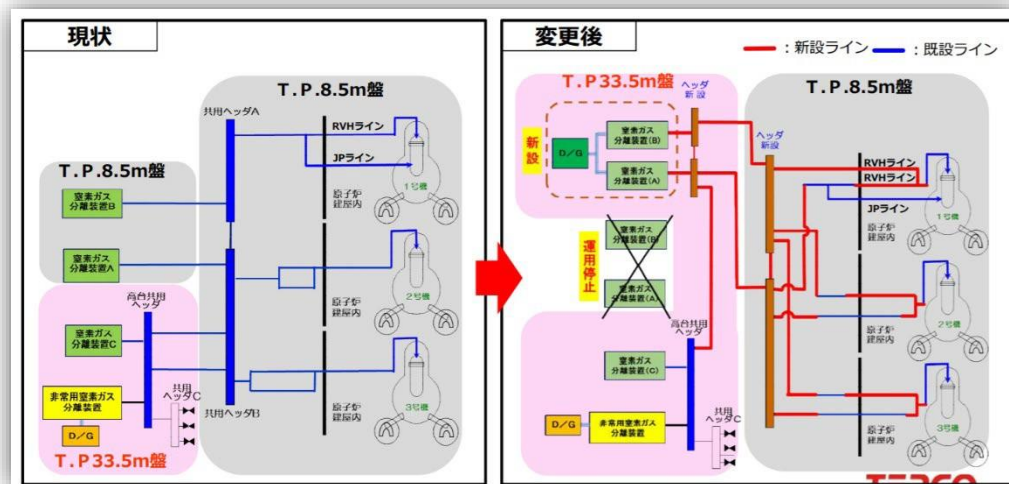 現状
T.P.8.5m盤
共用ヘッダA
RVHライン
JPライン
T.P.8.5m盤
窒素ガス
分離装置B
原子炉
建屋内
1号機
窒素ガス
分離装置A
高台共用
ヘッダ
原子炉
建屋内
2号機
窒素ガス
分離装置C
非常用窒素ガス
分離装置
共用
ヘッダC
原子炉
建屋内
3号機
D/G
共用ヘッダB
T.P33.5m盤
変更後
:新設ライン
:既設ライン
T.P33.5m盤
ヘッダ
新設
T.P.8.5m盤
新設
D/G
窒素ガス
分離装置(B)
窒素ガス
分離装置(A)
ヘッダ
新設
RVHライン
RVHライン
JPライン
1号機
原子炉
建屋内
運用停止
窒素ガス
分離装置(B)
窒素ガス
分離装置(A)
原子炉
建屋内
2号機
高台共用
ヘッダ
窒素ガス
分離装置(C)
原子炉
建屋内
3号機
D/G
非常用窒素ガス
分離装置
共用
ヘッダC
TEPCO